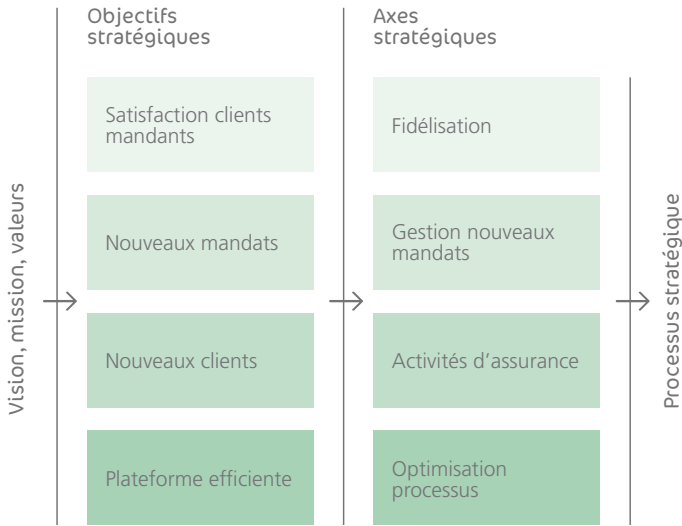 Vision, mission, valeurs
Objectifs
stratégiques
Satisfaction clients
mandants
Nouveaux mandats
Nouveaux clients
Plateforme efficiente
Axes
stratégiques
Fidélisation
Gestion nouveaux
mandats
Activités d’assurance
Optimisation
processus
Processus stratégique